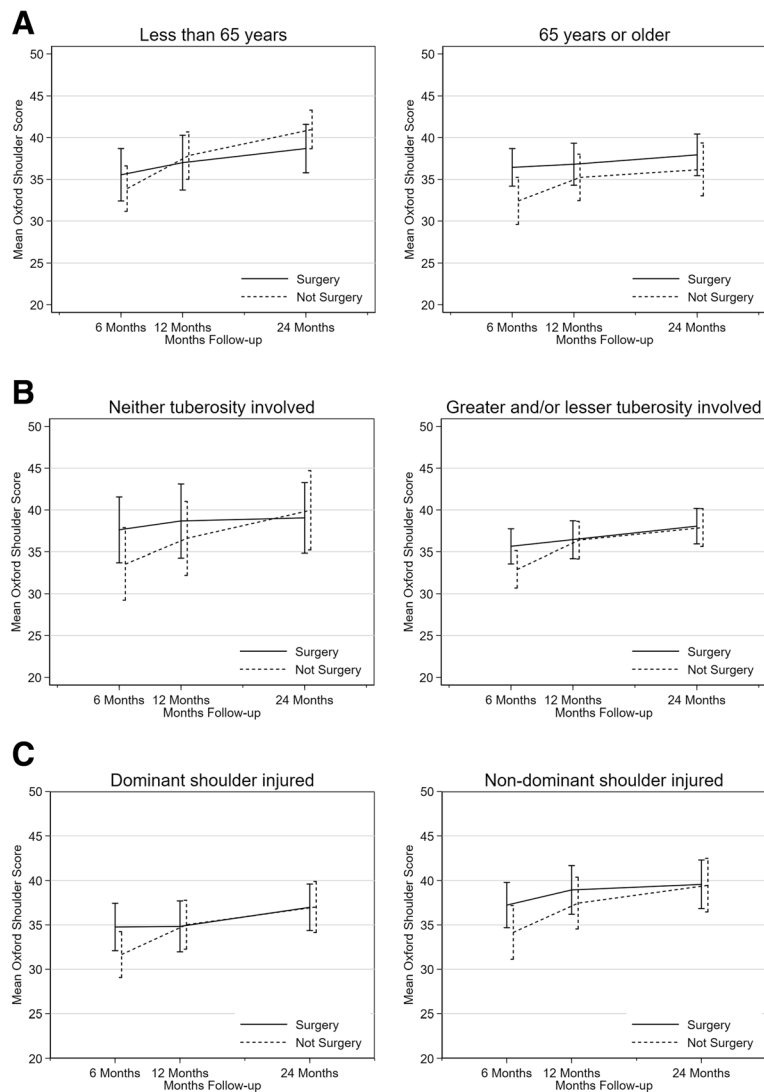 A
Less than 65 years
65 years or older
50
45
40
35
30
25
20
Mean Oxford Shoulder Score
Surgery
Not Surgery
6 Months 12 Months 24 Months
Months Follow-up
50
45
40
35
30
25
20
Mean Oxford Shoulder Score
Surgery
Not Surgery
6 Months 12 Months 24 Months
Months Follow-up
B
Neither tuberosity involved
Greater and/or lesser tuberosity involved
50
45
40
35
30
25
20
Mean Oxford Shoulder Score
Surgery
Not Surgery
6 Months 12 Months 24 Months
Months Follow-up
50
45
40
35
30
25
20
Mean Oxford Shoulder Score
Surgery
Not Surgery
6 Months 12 Months 24 Months
Months Follow-up
C
Dominant shoulder injured
Non-dominant shoulder injured
50
45
40
35
30
25
20
Mean Oxford Shoulder Score
Surgery
Not Surgery
6 Months 12 Months 24 Months
Months Follow-up
50
45
40
35
30
25
20
Mean Oxford Shoulder Score
Surgery
Not Surgery
6 Months 12 Months 24 Months
Months Follow-up